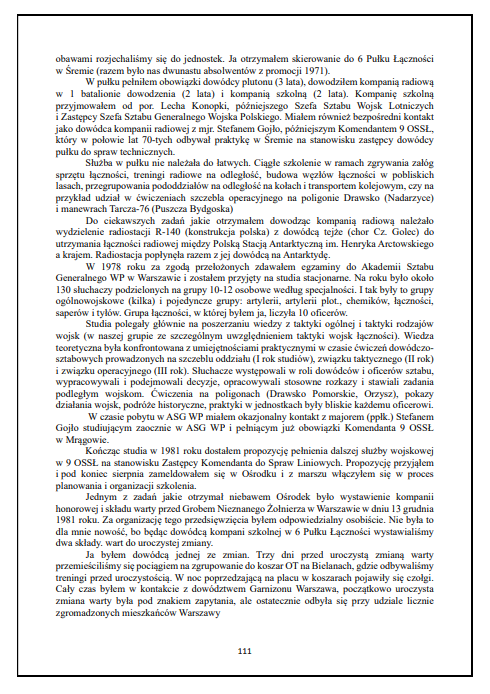 obawami rozjechaliśmy się do jednostek. Ja otrzymałem skierowanie do 6 Pułku Łączności
w Śremie (razem było nas dwunastu absolwentów z promocji 1971).
W pułku pełniłem obowiązki dowódcy plutonu (3 lata), dowodziłem kompanią radiową
w 1 batalionie dowodzenia (2 lata) i kompanią szkolną (2 lata). Kompanię szkolną
przyjmowałem od por. Lecha Konopki, późniejszego Szefa Sztabu Wojsk Lotniczych
i Zastępcy Szefa Sztabu Generalnego Wojska Polskiego. Miałem również bezpośredni kontakt
jako dowódca kompanii radiowej z mjr. Stefanem Gojło, późniejszym Komendantem 9 OSSŁ,
który w połowie lat 70-tych odbywał praktykę w Śremie na stanowisku zastępcy dowódcy
pułku do spraw technicznych.
Służba w pułku nie należała do łatwych. Ciągłe szkolenie w ramach zgrywania załóg
sprzętu łączności, treningi radiowe na odległość, budowa węzłów łączności w pobliskich
lasach, przegrupowania pododdziałów na odległość na kołach i transportem kolejowym, czy na
przykład udział w ćwiczeniach szczebla operacyjnego na poligonie Drawsko (Nadarzyce)
i manewrach Tarcza-76 (Puszcza Bydgoska)
Do ciekawszych zadań jakie otrzymałem dowodząc kompanią radiową należało
wydzielenie radiostacji R-140 (konstrukcja polska) z dowódcą tejże (chor Cz. Golec) do
utrzymania łączności radiowej między Polską Stacją Antarktyczną im. Henryka Arctowskiego
a krajem. Radiostacja popłynęła razem z jej dowódcą na Antarktydę.
W 1978 roku za zgodą przełożonych zdawałem egzaminy do Akademii Sztabu
Generalnego WP w Warszawie i zostałem przyjęty na studia stacjonarne. Na roku było około
130 słuchaczy podzielonych na grupy 10-12 osobowe według specjalności. I tak były to grupy
ogólnowojskowe (kilka) i pojedyncze grupy: artylerii, artylerii plot., chemików, łączności,
saperów i tyłów. Grupa łączności, w której byłem ja, liczyła 10 oficerów.
Studia polegały głównie na poszerzaniu wiedzy z taktyki ogólnej i taktyki rodzajów
wojsk (w naszej grupie ze szczególnym uwzględnieniem taktyki wojsk łączności). Wiedza
teoretyczna była konfrontowana z umiejętnościami praktycznymi w czasie ćwiczeń dowódczo-
sztabowych prowadzonych na szczeblu oddziału (I rok studiów), związku taktycznego (II rok)
i związku operacyjnego (III rok). Słuchacze występowali w roli dowódców i oficerów sztabu,
wypracowywali i podejmowali decyzje, opracowywali stosowne rozkazy i stawiali zadania
podległym wojskom. Ćwiczenia na poligonach (Drawsko Pomorskie, Orzysz), pokazy
działania wojsk, podróże historyczne, praktyki w jednostkach były bliskie każdemu oficerowi.
W czasie pobytu w ASG WP miałem okazjonalny kontakt z majorem (ppłk.) Stefanem
Gojło studiującym zaocznie w ASG WP i pełniącym już obowiązki Komendanta 9 OSSŁ
w Mrągowie.
Kończąc studia w 1981 roku dostałem propozycję pełnienia dalszej służby wojskowej
w 9 OSSŁ na stanowisku Zastępcy Komendanta do Spraw Liniowych. Propozycję przyjąłem
i pod koniec sierpnia zameldowałem się w Ośrodku i z marszu włączyłem się w proces
planowania i organizacji szkolenia.
Jednym z zadań jakie otrzymał niebawem Ośrodek było wystawienie kompanii
honorowej i składu warty przed Grobem Nieznanego Żołnierza w Warszawie w dniu 13 grudnia
1981 roku. Za organizację tego przedsięwzięcia byłem odpowiedzialny osobiście. Nie była to
dla mnie nowość, bo będąc dowódcą kompani szkolnej w 6 Pułku Łączności wystawialiśmy
dwa składy. wart do uroczystej zmiany.
Ja byłem dowódcą jednej ze zmian. Trzy dni przed uroczystą zmianą warty
przemieściliśmy się pociągiem na zgrupowanie do koszar OT na Bielanach, gdzie odbywaliśmy
treningi przed uroczystością. W noc poprzedzającą na placu w koszarach pojawiły się czołgi.
Cały czas byłem w kontakcie z dowództwem Garnizonu Warszawa, początkowo uroczysta
zmiana warty była pod znakiem zapytania, ale ostatecznie odbyła się przy udziale licznie
zgromadzonych mieszkańców Warszawy
111